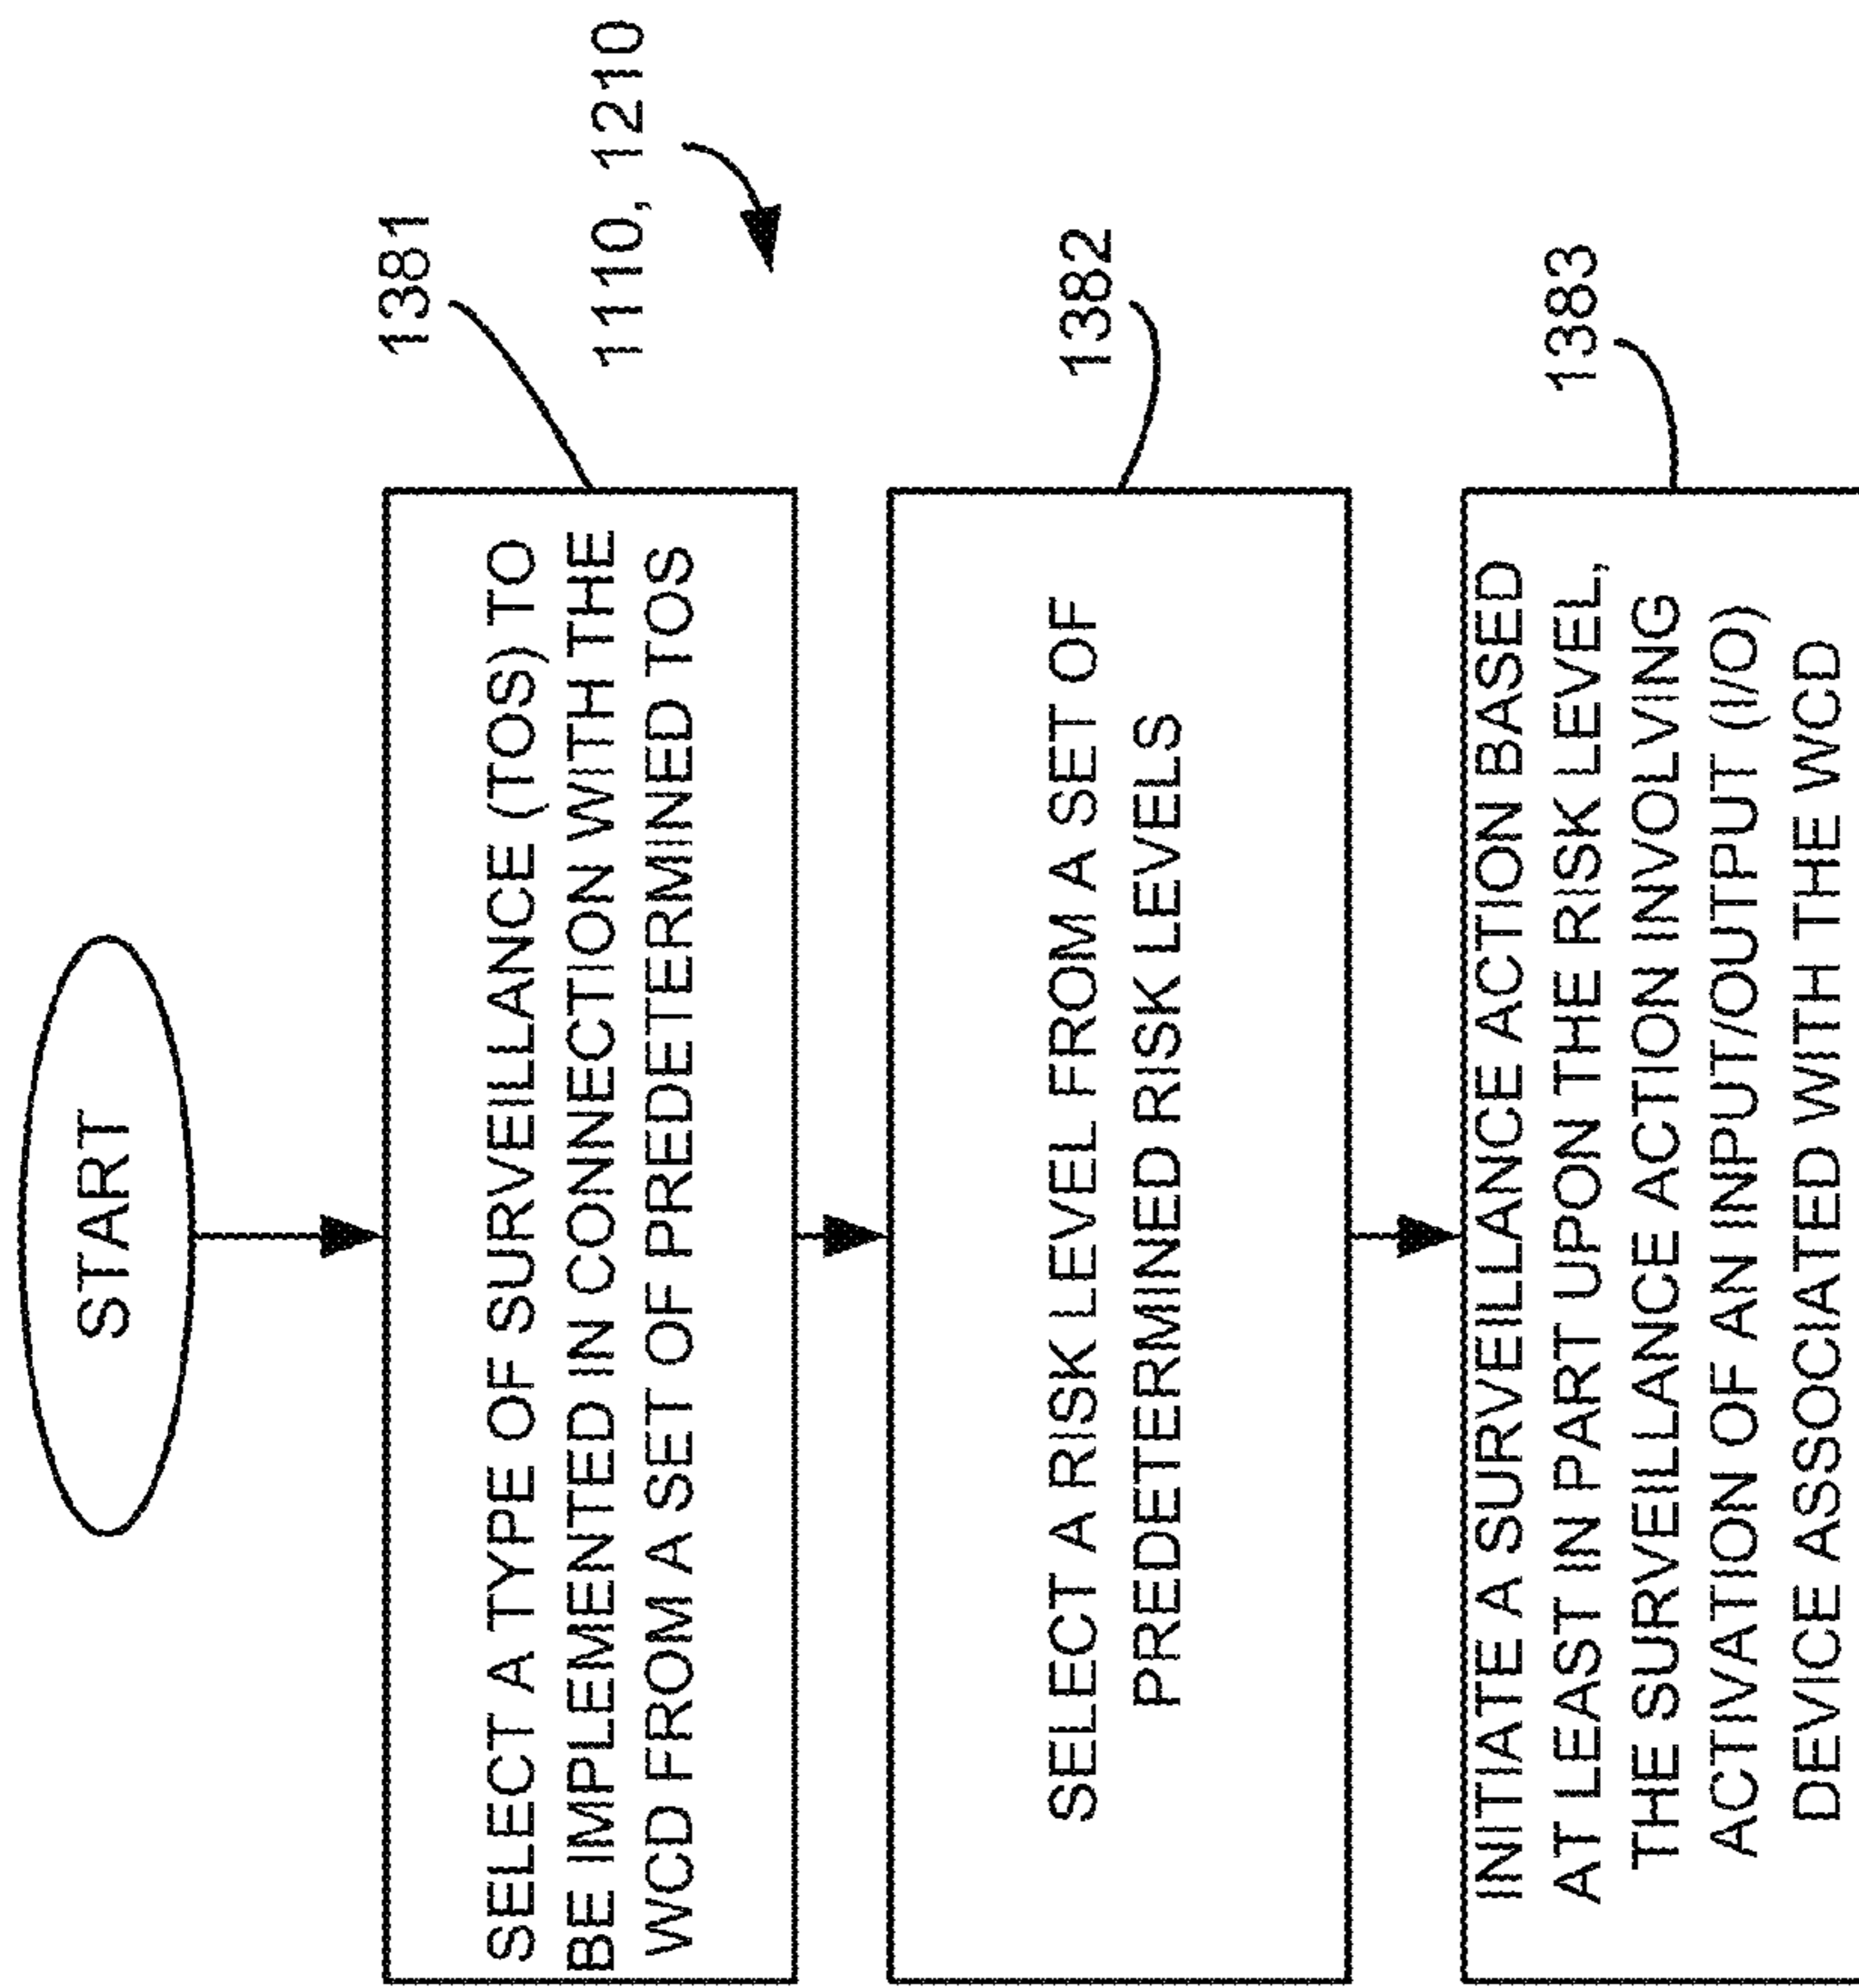 START
1381
1110, 1210
SELECT A TYPE OF SURVEILLANCE (TOS) TO
BE IMPLEMENTED IN CONNECTION WITH THE
WCD FROM A SET OF PREDETERMINED TOS
1382
SELECT A RISK LEVEL FROM A SET OF
PREDETERMINED RISK LEVELS
1383
INITIATE A SURVEILLANCE ACTION BASED
AT LEAST IN PART UPON THE RISK LEVEL,
THE SURVEILLANCE ACTION INVOLVING
ACTIVATION OF AN INPUT/OUTPUT (I/O)
DEVICE ASSOCIATED WITH THE WCD